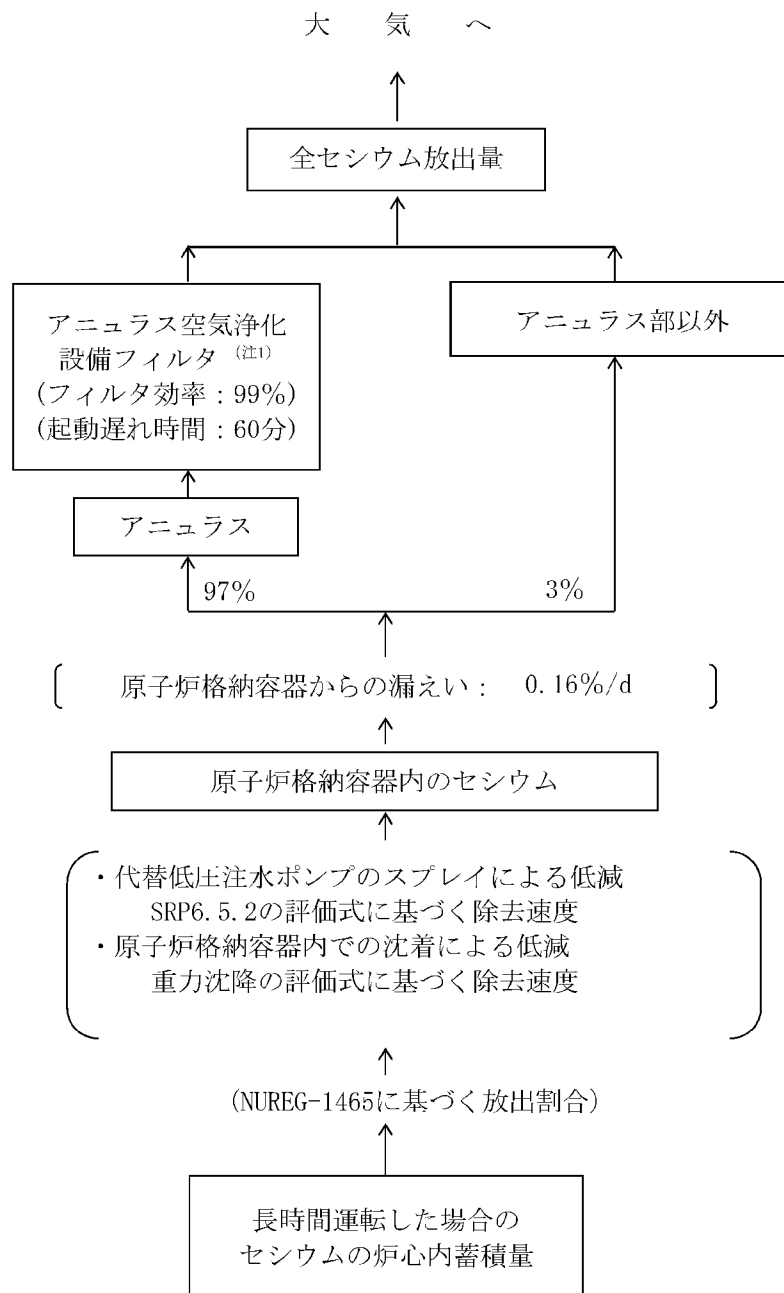 大　気　へ
全セシウム放出量
アニュラス空気浄化
設備フィルタ（注1）
(フィルタ効率：99%)
(起動遅れ時間：60分)
アニュラス部以外
アニュラス
97%
3%
原子炉格納容器からの漏えい：　0.16%/d
原子炉格納容器内のセシウム
・代替低圧注水ポンプのスプレイによる低減
SRP6.5.2の評価式に基づく除去速度
・原子炉格納容器内での沈着による低減
重力沈降の評価式に基づく除去速度
(NUREG-1465に基づく放出割合)
長時間運転した場合の
セシウムの炉心内蓄積量